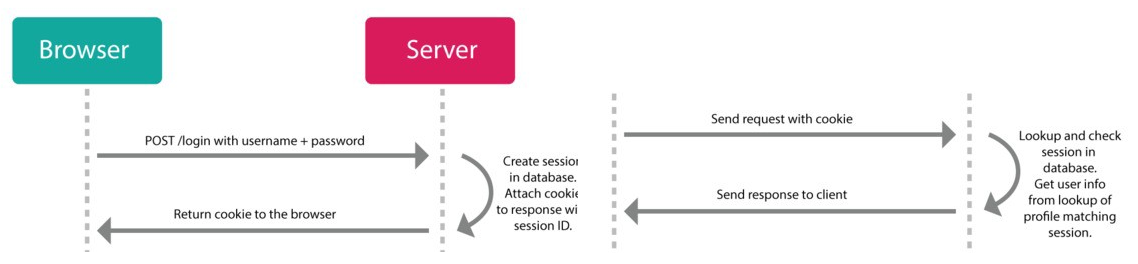 Browser
Server
POST /login with username + password
Create session
in database.
Attach cookie
to response wi
session ID.
Return cookie to the browser
Send request with cookie
Lookup and check
session in
database.
Get user info
from lookup of
profile matching
session.
Send response to client